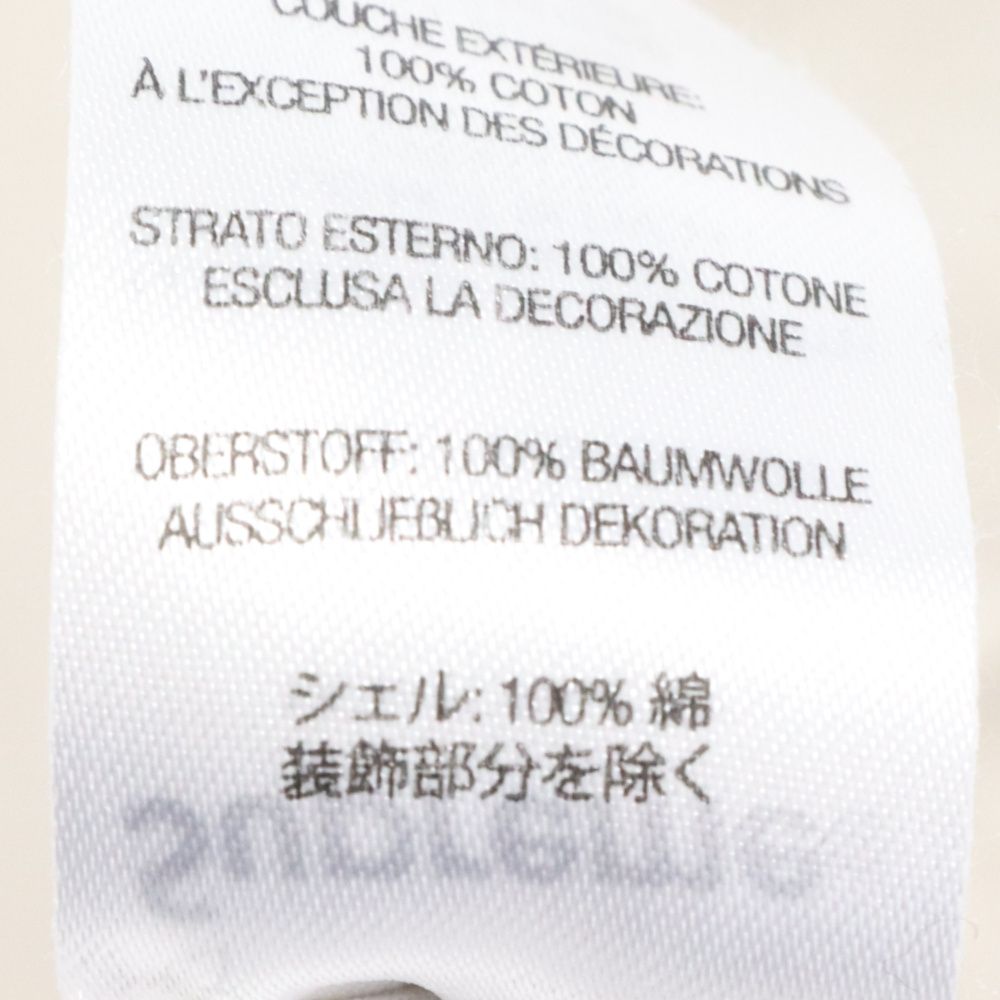 COUCHE EXTÉRIEURE:
100% COTON
À L'EXCEPTION DES DÉCORATIONS
STRATO ESTERNO: 100% COTONE
ESCLUSA LA DECORAZIONE
OBERSTOFF: 100% BAUMWOLLE
AUSSCHLIEBLICH DEKORATION
シェル: 100% 綿
装飾部分を除く